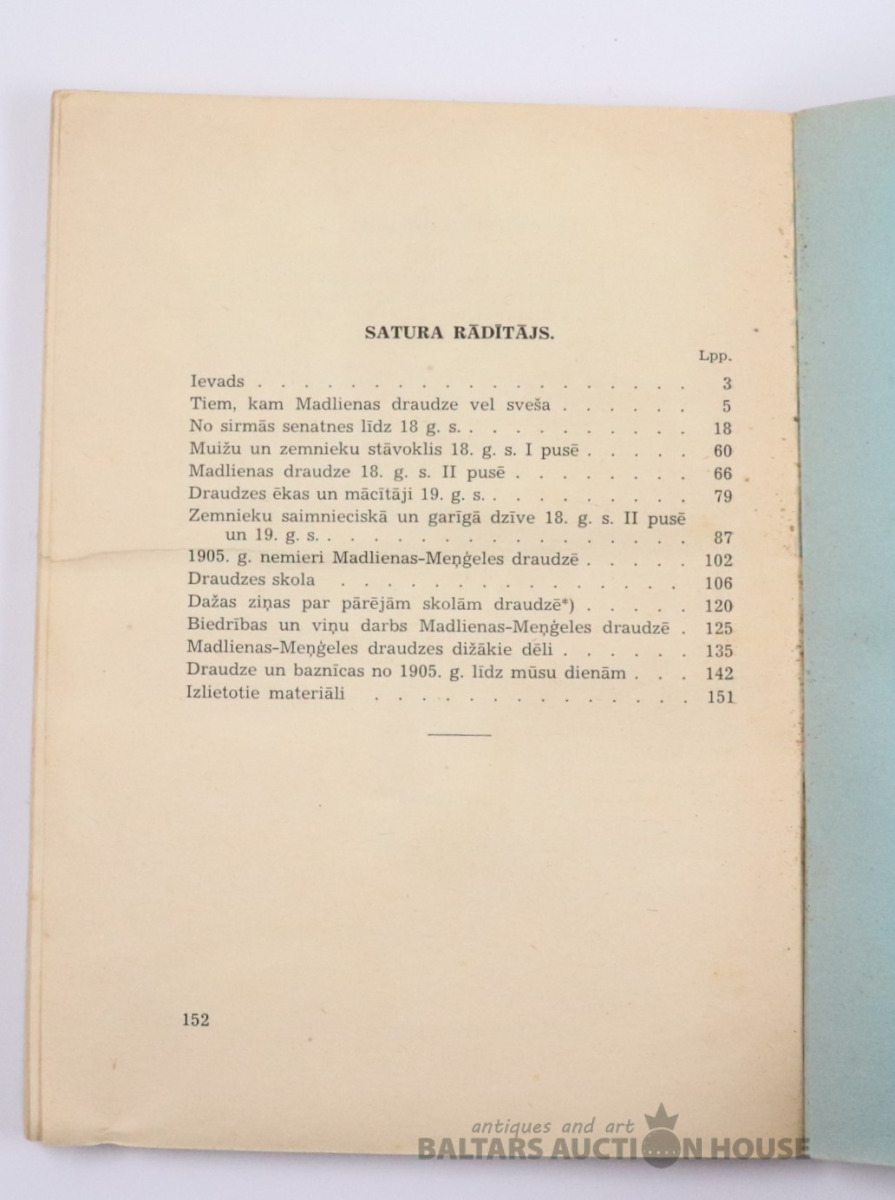 SATURA RĀDĪTĀJS.
Lpp.
Ievads . . . . . . . . . . . . . . . . . . . 3
Tiem, kam Madlienas draudze vel sveša . . . . . . 5
No sirmās senatnes līdz 18 g. s. . . . . . . . . . . 18
Muižu un zemnieku stāvoklis 18. g. s. I pusē . . . . . 60
Madlienas draudze 18. g. s. II pusē . . . . . . . . 66
Draudzes ēkas un mācītāji 19. g. s. . . . . . . . . . 79
Zemnieku saimnieciskā un garīgā dzīve 18. g. s. II pusē
un 19. g. s. . . . . . . . . . . . . . . . . . 87
1905. g. nemieri Madlienas-Meņģeles draudzē . . . . . 102
Draudzes skola . . . . . . . . . . . . . . . 106
Dažas ziņas par pārējām skolām draudzē*) . . . . . 120
Biedrības un viņu darbs Madlienas-Meņģeles draudzē . 125
Madlienas-Meņģeles draudzes dižākie dēli . . . . . . 135
Draudze un baznīcas no 1905. g. līdz mūsu dienām . . . 142
Izlietotie materiāli . . . . . . . . . . . . . . 151
152
antiques and art
BALTARS AUCTION HOUSE